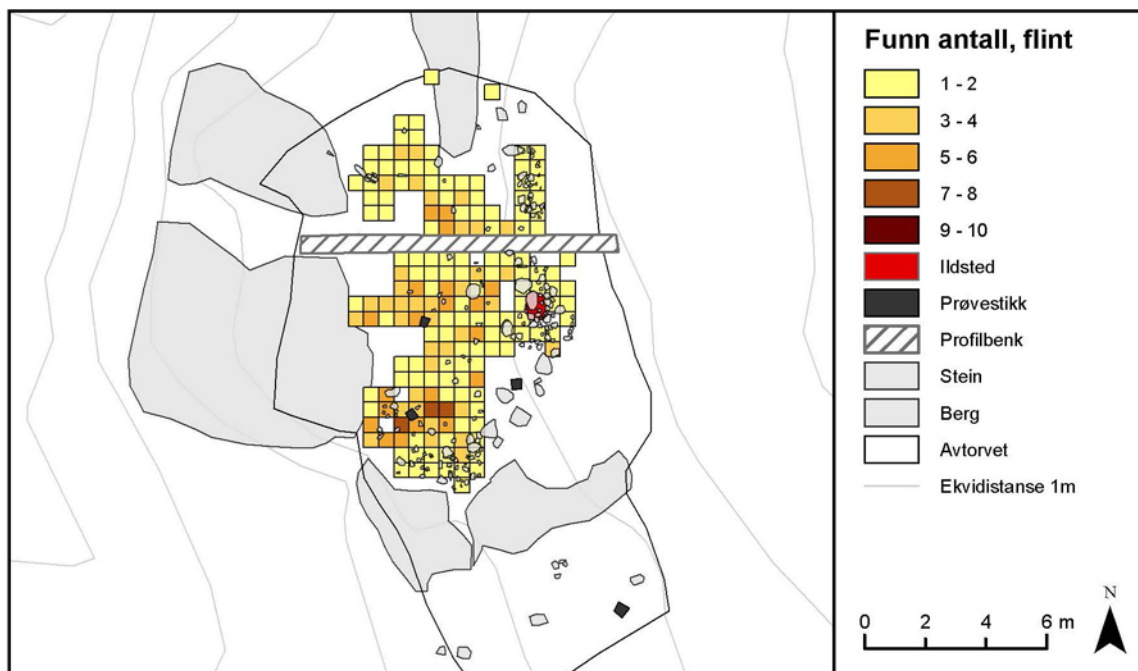 Funn antall, flint
1 - 2
3 - 4
5 - 6
7 - 8
9 - 10
Ildsted
Prøvestikk
Profilbenk
Stein
Berg
Avtorvet
Ekvidistanse 1m
N
0 2 4 6 m